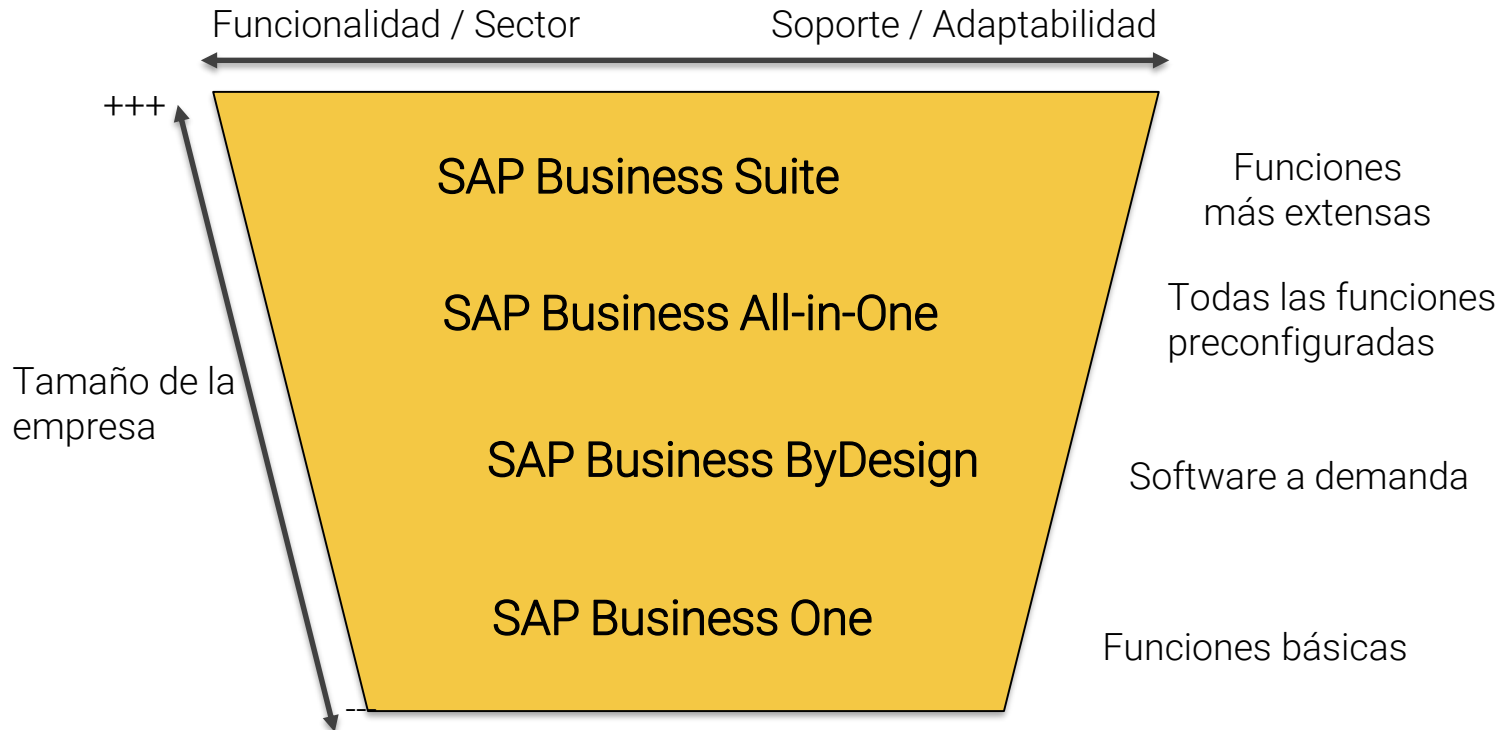 Funcionalidad / Sector
Soporte / Adaptabilidad
+++
SAP Business Suite
Funciones
más extensas
SAP Business All-in-One
Todas las funciones
preconfiguradas
Tamaño de la
empresa
SAP Business ByDesign
Software a demanda
SAP Business One
Funciones básicas
---